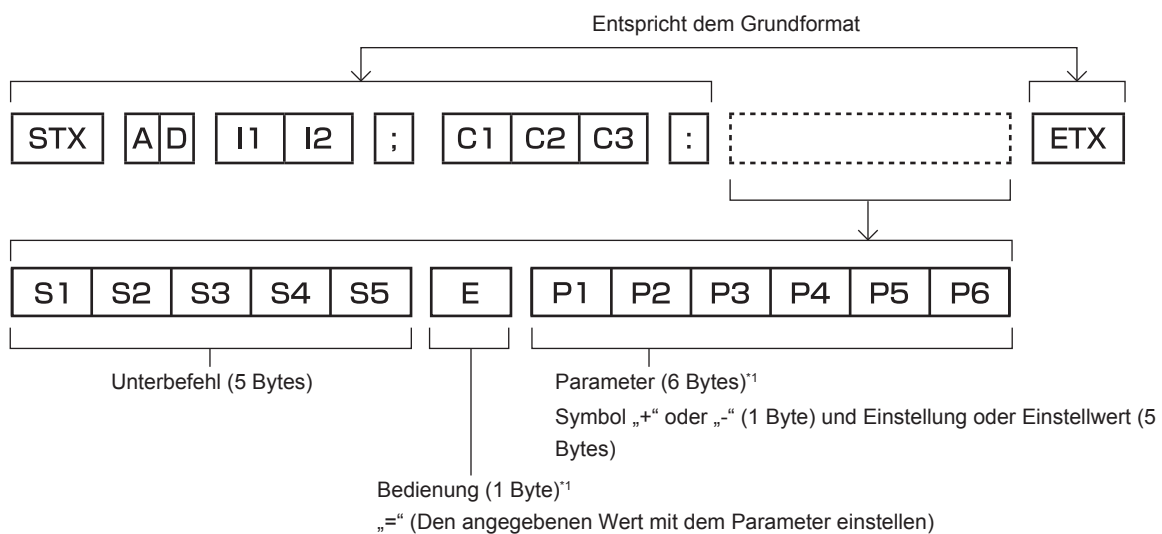 Entspricht dem Grundformat
STX A D I1 I2 ; C1 C2 C3 : ETX
S1 S2 S3 S4 S5 E P1 P2 P3 P4 P5 P6
Unterbefehl (5 Bytes)
Parameter (6 Bytes)*1
Symbol „+“ oder „-“ (1 Byte) und Einstellung oder Einstellwert (5
Bytes)
Bedienung (1 Byte)*1
„=“ (Den angegebenen Wert mit dem Parameter einstellen)